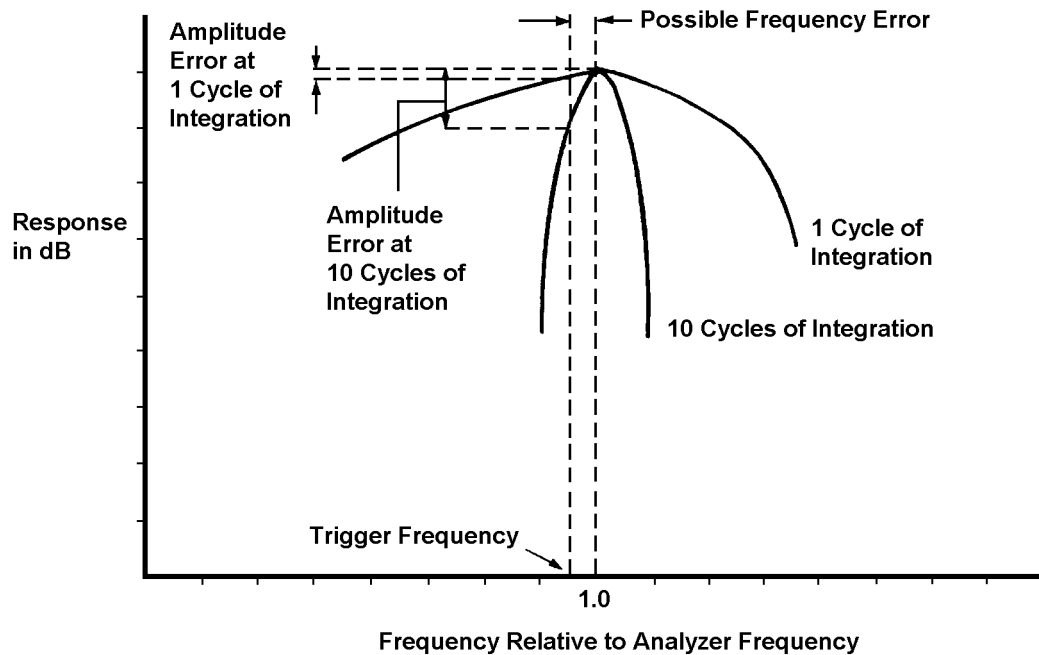 Possible Frequency Error
Amplitude
Error at
1 Cycle of
Integration
Response
in dB
Amplitude
Error at
10 Cycles of
Integration
1 Cycle of
Integration
10 Cycles of Integration
Trigger Frequency
1.0
Frequency Relative to Analyzer Frequency